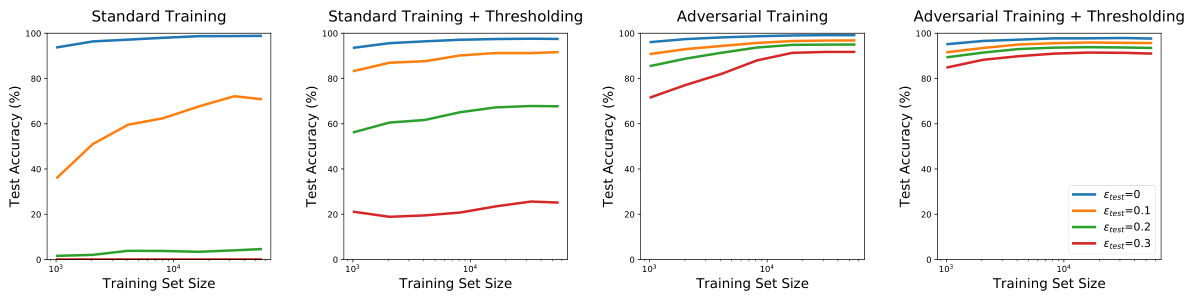 Standard Training
Test Accuracy (%)
100
80
60
40
20
0
10³
10⁴
Training Set Size
Standard Training + Thresholding
Test Accuracy (%)
100
80
60
40
20
0
10³
10⁴
Training Set Size
Adversarial Training
Test Accuracy (%)
100
80
60
40
20
0
10³
10⁴
Training Set Size
Adversarial Training + Thresholding
Test Accuracy (%)
100
80
60
40
20
0
10³
10⁴
Training Set Size
ε_test=0
ε_test=0.1
ε_test=0.2
ε_test=0.3